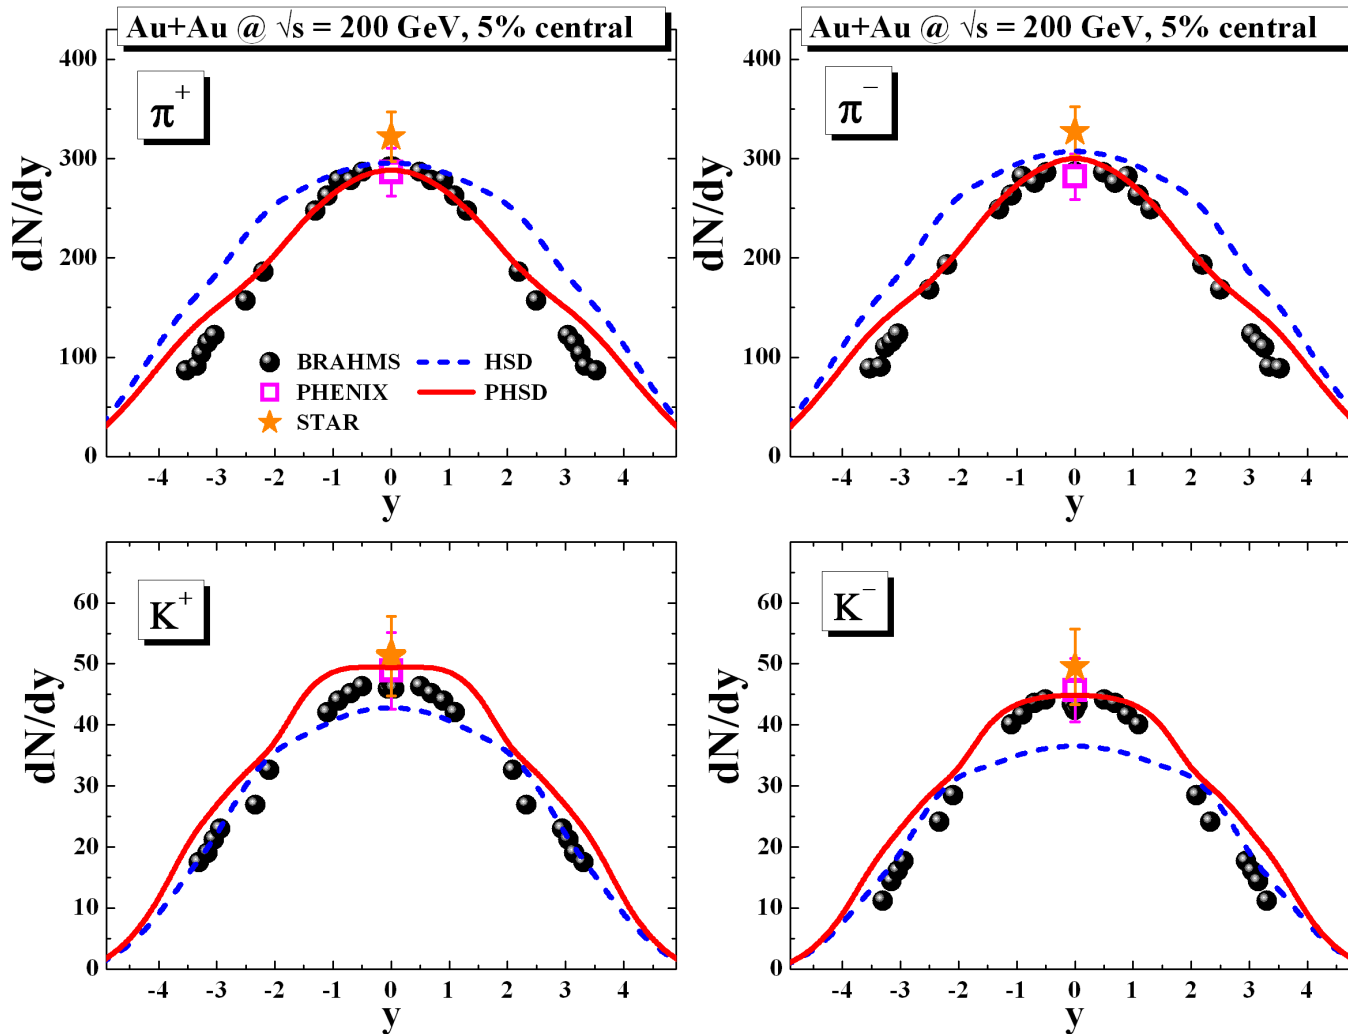 Au+Au @ √s = 200 GeV, 5% central
π⁺
dN/dy
400
300
200
100
0
BRAHMS
PHENIX
STAR
HSD
PHSD
-4 -3 -2 -1 0 1 2 3 4
y
Au+Au @ √s = 200 GeV, 5% central
π⁻
dN/dy
400
300
200
100
0
-4 -3 -2 -1 0 1 2 3 4
y
K⁺
dN/dy
60
50
40
30
20
10
0
-4 -3 -2 -1 0 1 2 3 4
y
K⁻
dN/dy
60
50
40
30
20
10
0
-4 -3 -2 -1 0 1 2 3 4
y